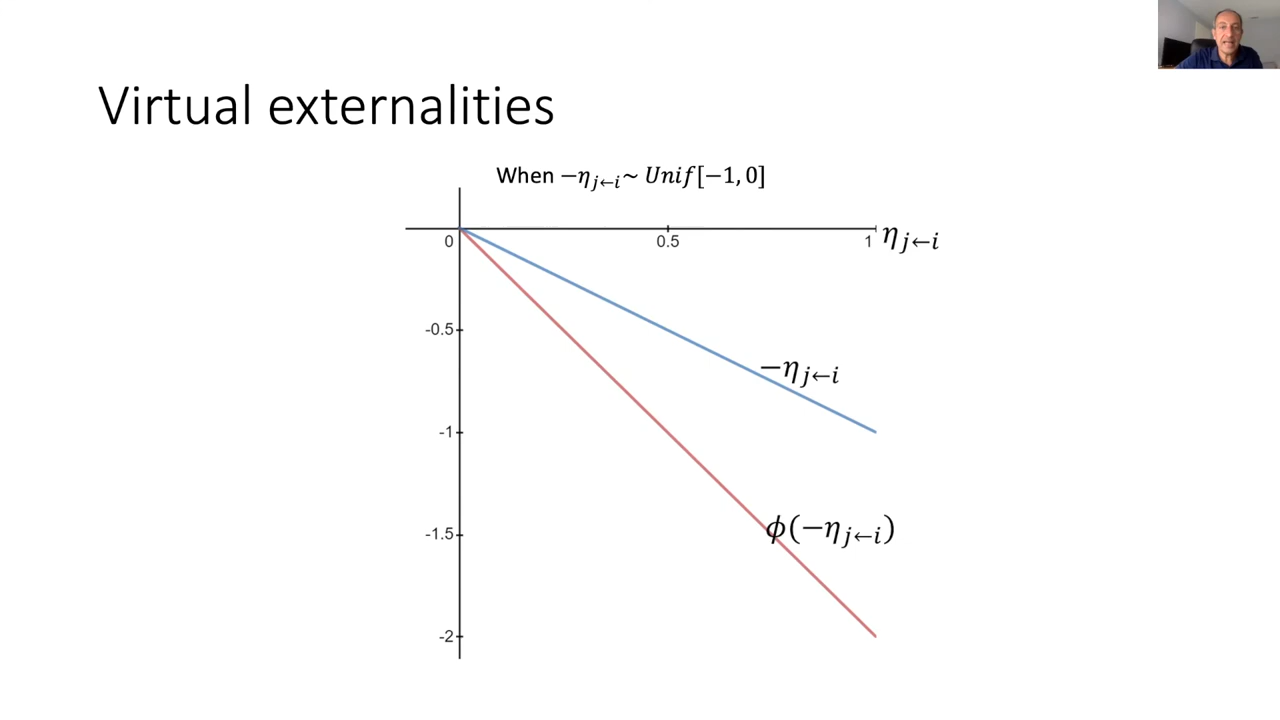 Virtual externalities
When −η_{j←i}~ Unif[−1, 0]
0
0.5
1
η_{j←i}
-0.5
−η_{j←i}
-1
ϕ(−η_{j←i})
-1.5
-2